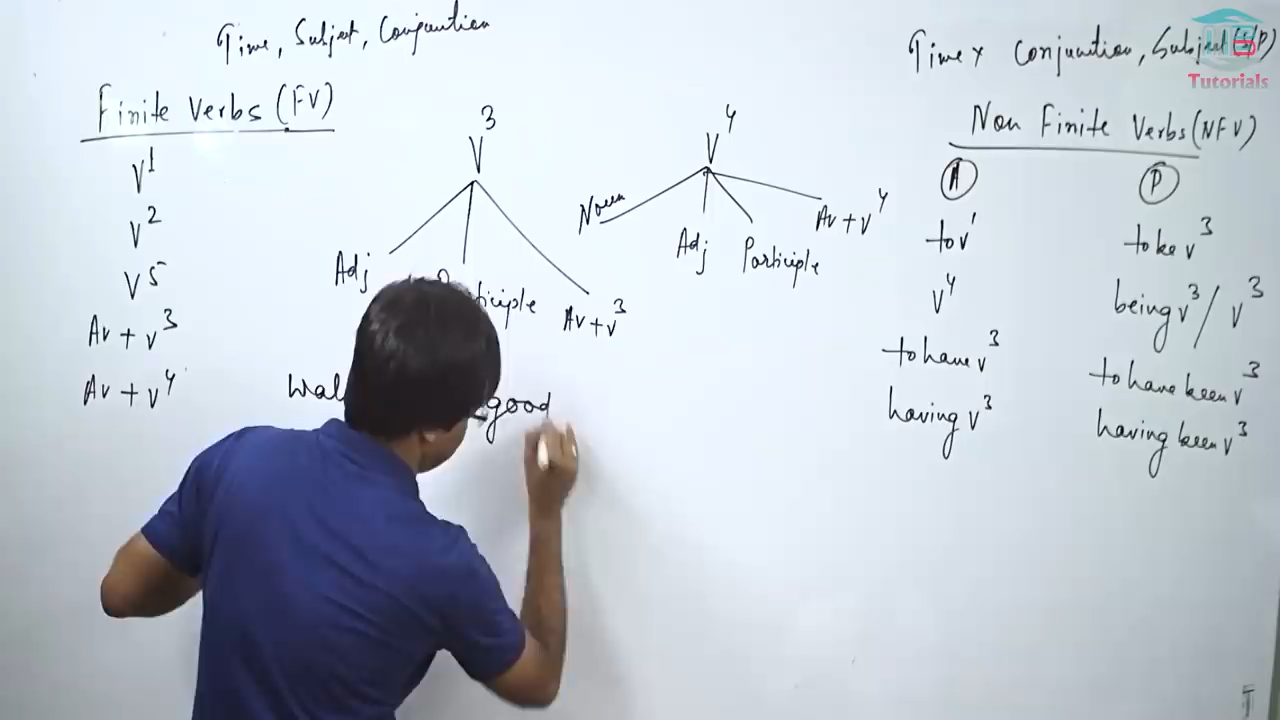 Time, Subject, Conjunction
Finite Verbs (FV)
V1
V2
V5
Av + V3
Av + V4
V3
Adj
Participle
Av + V3
V4
Noun
Adj
Participle
Av + V4
good
Time x Conjunction, Subject (S/P)
Tutorials
Non Finite Verbs (NFV)
A
P
to V1
to be V3
V4
being V3 / V3
to have V3
to have been V3
having V3
having been V3